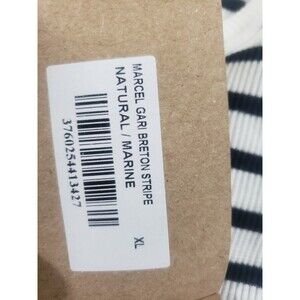 MARCEL GARI BRETON STRIPE
NATURAL / MARINE
3760254413427
XL